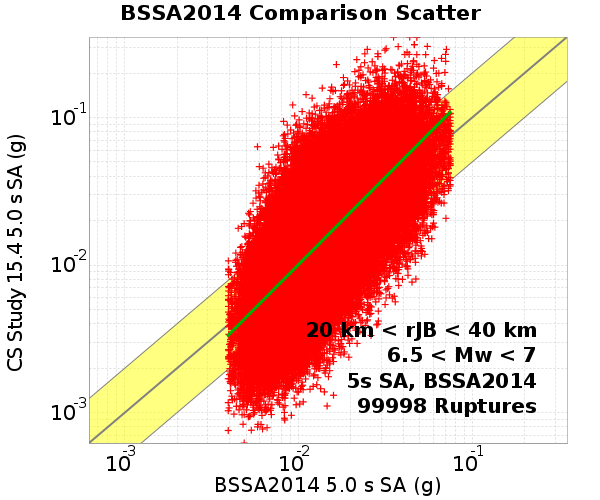 BSSA2014 Comparison Scatter
CS Study 15.4 5.0 s SA (g)
10-1
10-2
10-3
20 km < rJB < 40 km
6.5 < Mw < 7
5s SA, BSSA2014
99998 Ruptures
10-3 10-2 10-1
BSSA2014 5.0 s SA (g)